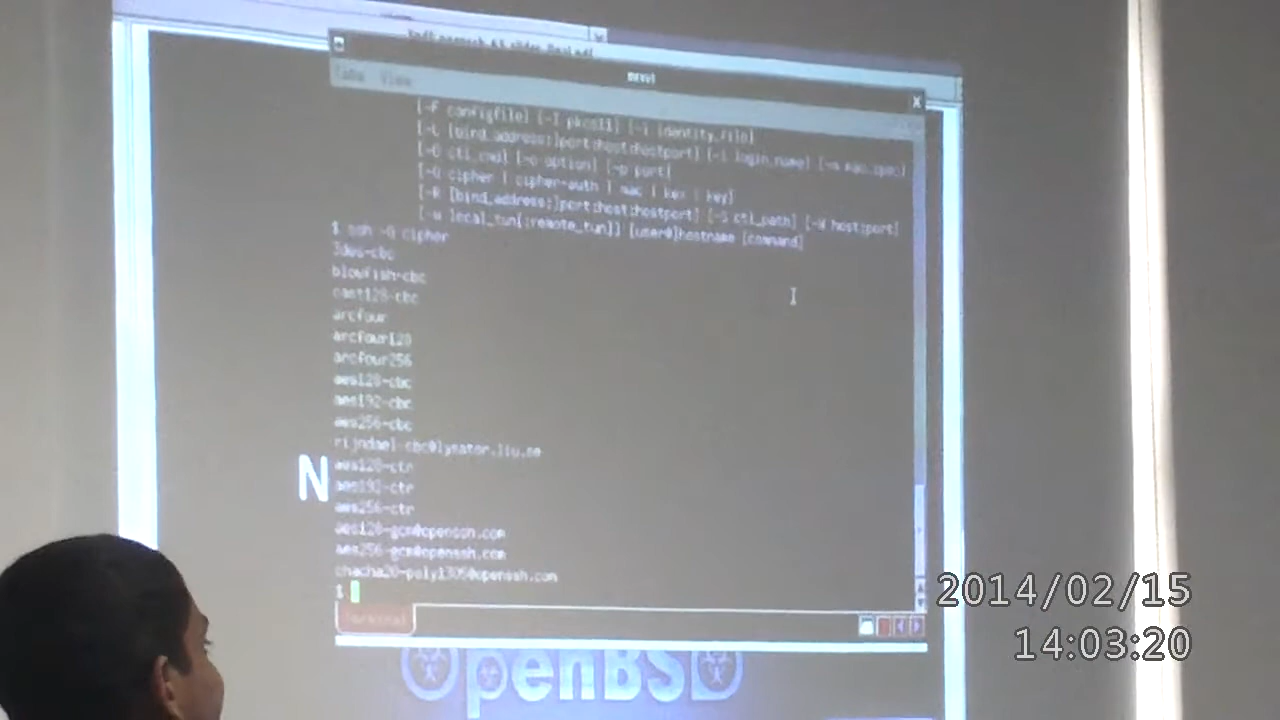 Tabs View
[-F configfile] [-I pkcs11] [-i identity_file]
[-L [bind_address:]port:host:hostport] [-l login_name] [-m mac_spec]
[-O ctl_cmd] [-o option] [-p port]
[-Q cipher | cipher-auth | mac | kex | key]
[-R [bind_address:]port:host:hostport] [-S ctl_path] [-W host:port]
[-w local_tun[:remote_tun]] [user@]hostname [command]
$ ssh -Q cipher
3des-cbc
blowfish-cbc
cast128-cbc
arcfour
arcfour128
arcfour256
aes128-cbc
aes192-cbc
aes256-cbc
rijndael-cbc@lysator.liu.se
N
aes128-ctr
aes192-ctr
aes256-ctr
aes128-gcm@openssh.com
aes256-gcm@openssh.com
chacha20-poly1305@openssh.com
$
Terminal
OpenBSD
2014/02/15
14:03:20